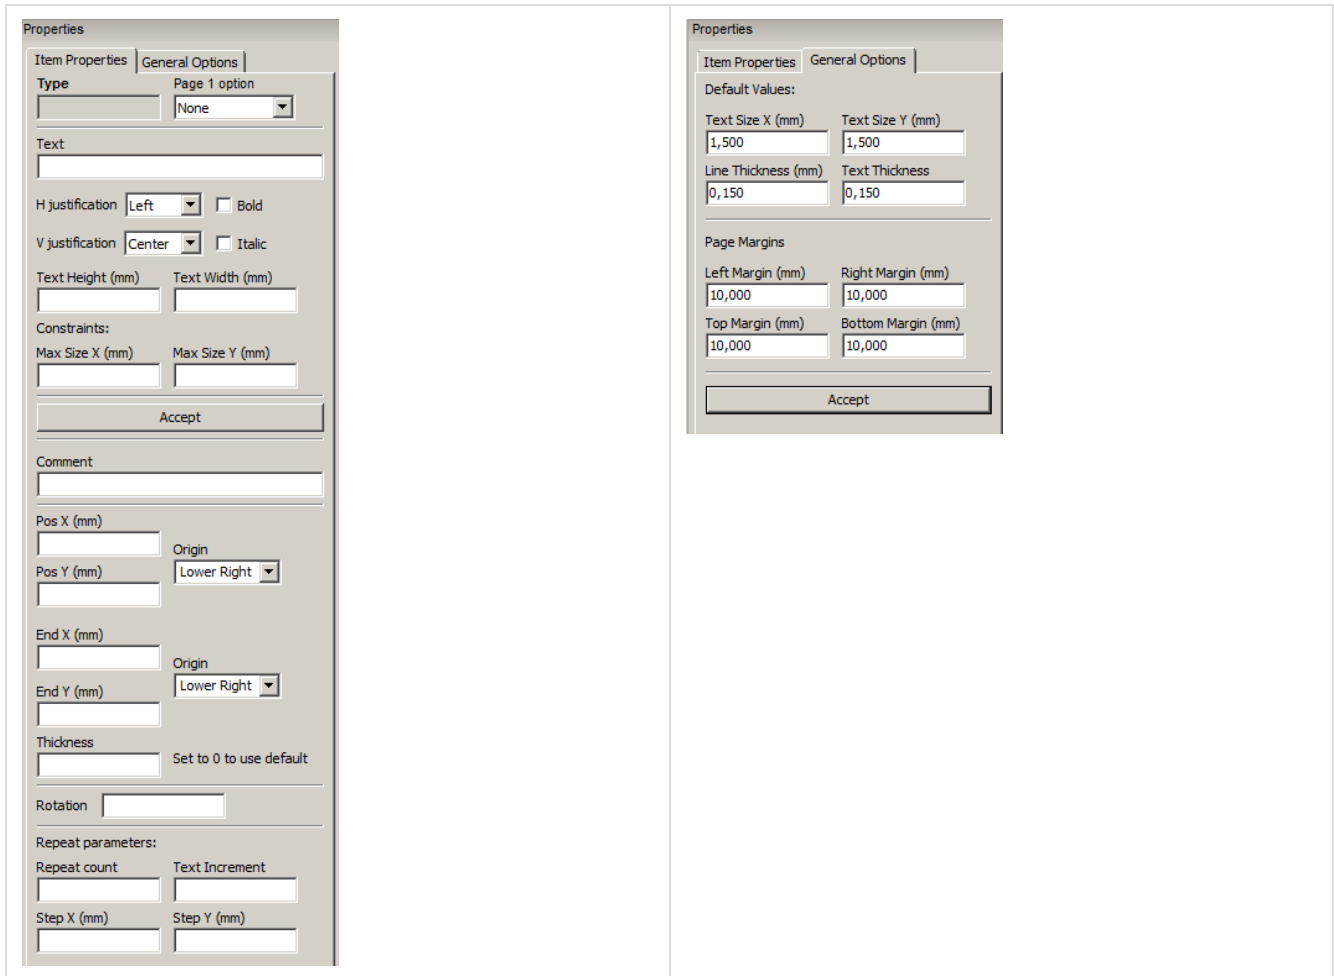 Properties
Item Properties General Options
Type Page 1 option
None
Text
H justification Left Bold
V justification Center Italic
Text Height (mm) Text Width (mm)
Constraints:
Max Size X (mm) Max Size Y (mm)
Accept
Comment
Pos X (mm)
Origin
Pos Y (mm) Lower Right
End X (mm)
Origin
End Y (mm) Lower Right
Thickness
Set to 0 to use default
Rotation
Repeat parameters:
Repeat count Text Increment
Step X (mm) Step Y (mm)
Properties
Item Properties General Options
Default Values:
Text Size X (mm) Text Size Y (mm)
1,500 1,500
Line Thickness (mm) Text Thickness
0,150 0,150
Page Margins
Left Margin (mm) Right Margin (mm)
10,000 10,000
Top Margin (mm) Bottom Margin (mm)
10,000 10,000
Accept